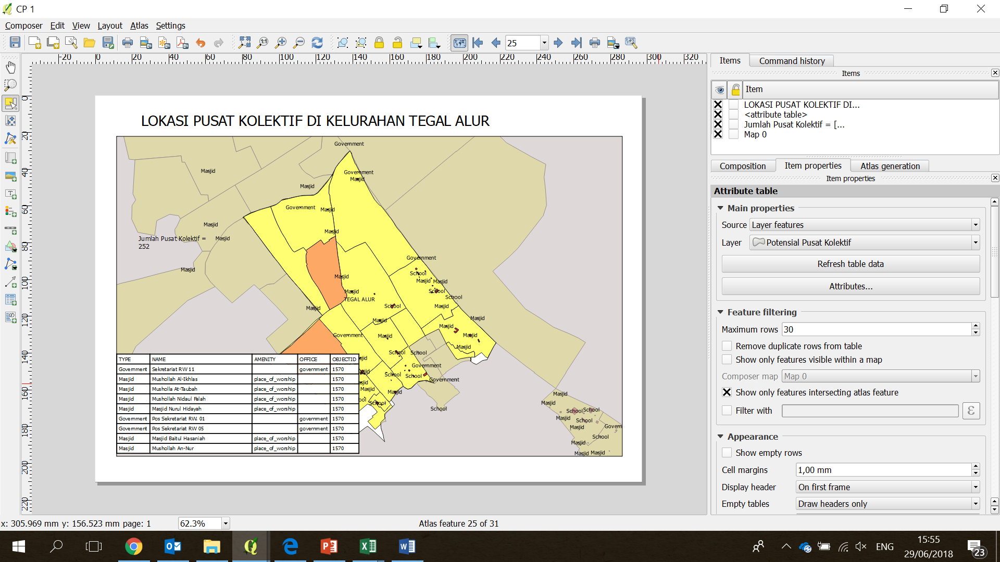 CP 1
Composer Edit View Layout Atlas Settings
25
-20 0 20 40 60 80 100 120 140 160 180 200 220 240 260 280 300 320
0 20 40 60 80 100 120 140 160 180 200 220
LOKASI PUSAT KOLEKTIF DI KELURAHAN TEGAL ALUR
Government
Masjid
Government
Masjid
Masjid
Government
Masjid
Masjid
Masjid
Jumlah Pusat Kolektif =
252
Masjid
Government
Masjid
School
Masjid
Masjid Masjid
School
Masjid
School
TEGAL ALUR
School
Masjid
Masjid
Masjid
Masjid
Masjid
Government
Masjid
Masjid
Masjid
School
School
Government
School
School
Government
Masjid
Masjid
School
School
Masjid
Masjid
School
School
Masjid
School
Masjid
Govern
School
Masjid
Masjid
Masjid
TYPE NAME AMENITY OFFICE OBJECTID
Government Sekretariat RW 11 government 1570
Masjid Mushollah Al-Ikhlas place_of_worship 1570
Masjid Musholla At-Taubah place_of_worship 1570
Masjid Mushollah Nidaul Falah place_of_worship 1570
Masjid Masjid Nurul Hidayah place_of_worship 1570
Government Pos Sekretariat RW. 01 government 1570
Government Pos Sekretariat RW 05 government 1570
Masjid Masjid Baitul Hasaniah place_of_worship 1570
Masjid Mushollah An-Nur place_of_worship 1570
Items Command history
Items
Item
LOKASI PUSAT KOLEKTIF DI...
<attribute table>
Jumlah Pusat Kolektif = [...
Map 0
Composition Item properties Atlas generation
Item properties
Attribute table
Main properties
Source Layer features
Layer Potensial Pusat Kolektif
Refresh table data
Attributes...
Feature filtering
Maximum rows 30
Remove duplicate rows from table
Show only features visible within a map
Composer map Map 0
Show only features intersecting atlas feature
Filter with ε
Appearance
Show empty rows
Cell margins 1,00 mm
Display header On first frame
Empty tables Draw headers only
x: 305.969 mm y: 156.523 mm page: 1 62.3% Atlas feature 25 of 31
ENG
15:55
29/06/2018
23